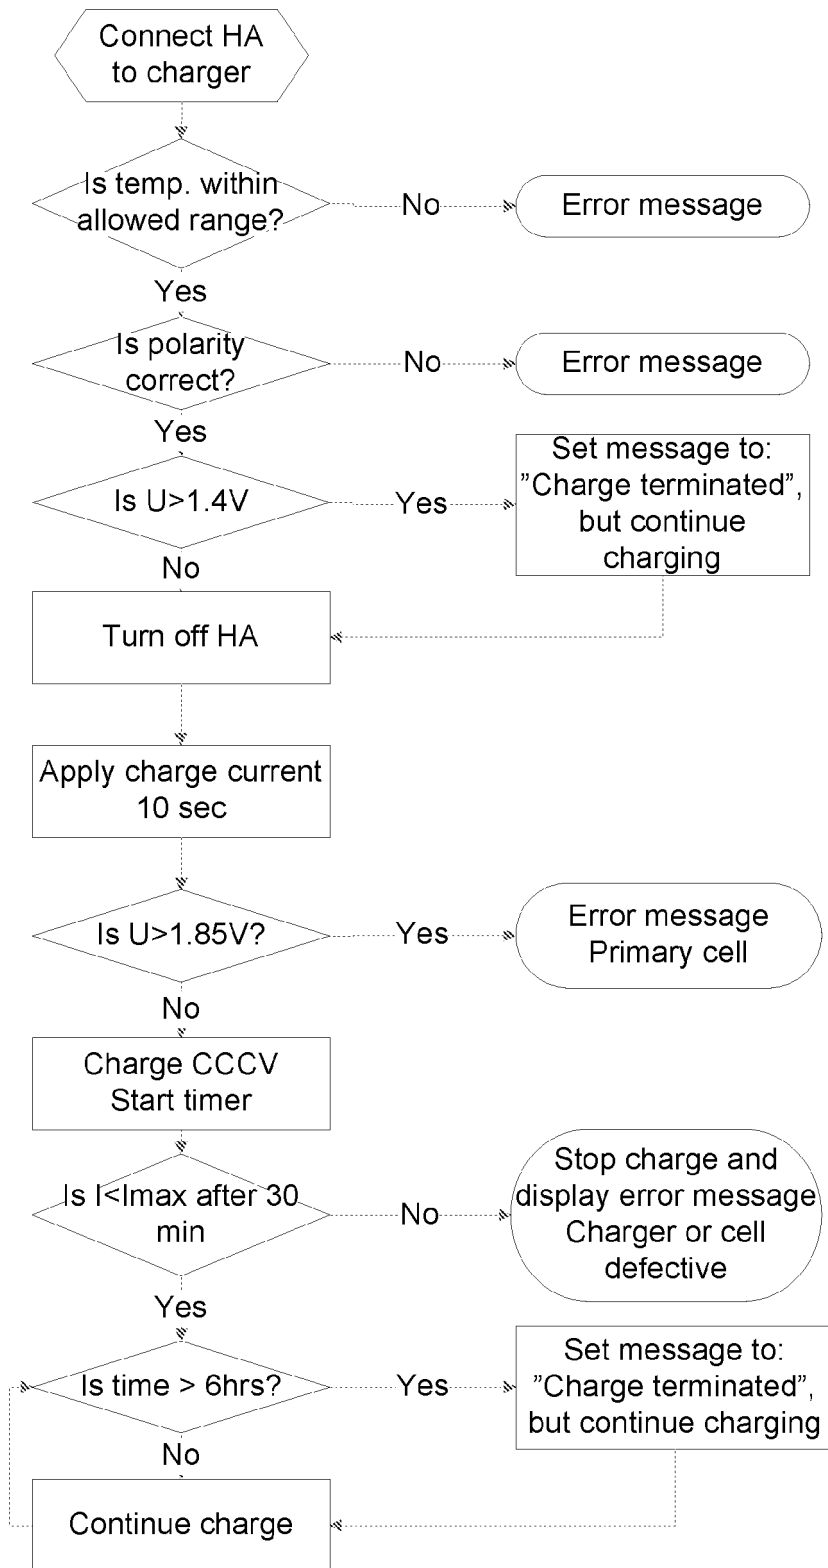 Connect HA
to charger
Is temp. within
allowed range?
No
Error message
Yes
Is polarity
correct?
No
Error message
Yes
Is U>1.4V
Yes
Set message to:
”Charge terminated”,
but continue
charging
No
Turn off HA
Apply charge current
10 sec
Is U>1.85V?
Yes
Error message
Primary cell
No
Charge CCCV
Start timer
Is I<Imax after 30
min
No
Stop charge and
display error message
Charger or cell
defective
Yes
Is time > 6hrs?
Yes
Set message to:
”Charge terminated”,
but continue charging
No
Continue charge